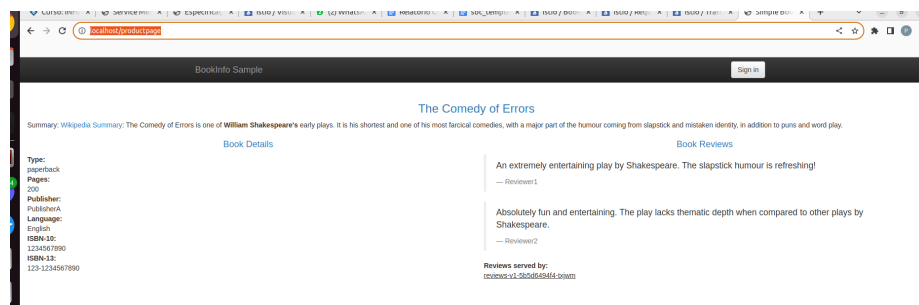 localhost/productpage
BookInfo Sample
Sign in
The Comedy of Errors
Summary: Wikipedia Summary: The Comedy of Errors is one of William Shakespeare's early plays. It is his shortest and one of his most farcical comedies, with a major part of the humour coming from slapstick and mistaken identity, in addition to puns and word play.
Book Details
Type:
paperback
Pages:
200
Publisher:
PublisherA
Language:
English
ISBN-10:
1234567890
ISBN-13:
123-1234567890
Book Reviews
An extremely entertaining play by Shakespeare. The slapstick humour is refreshing!
— Reviewer1
Absolutely fun and entertaining. The play lacks thematic depth when compared to other plays by
Shakespeare.
— Reviewer2
Reviews served by: